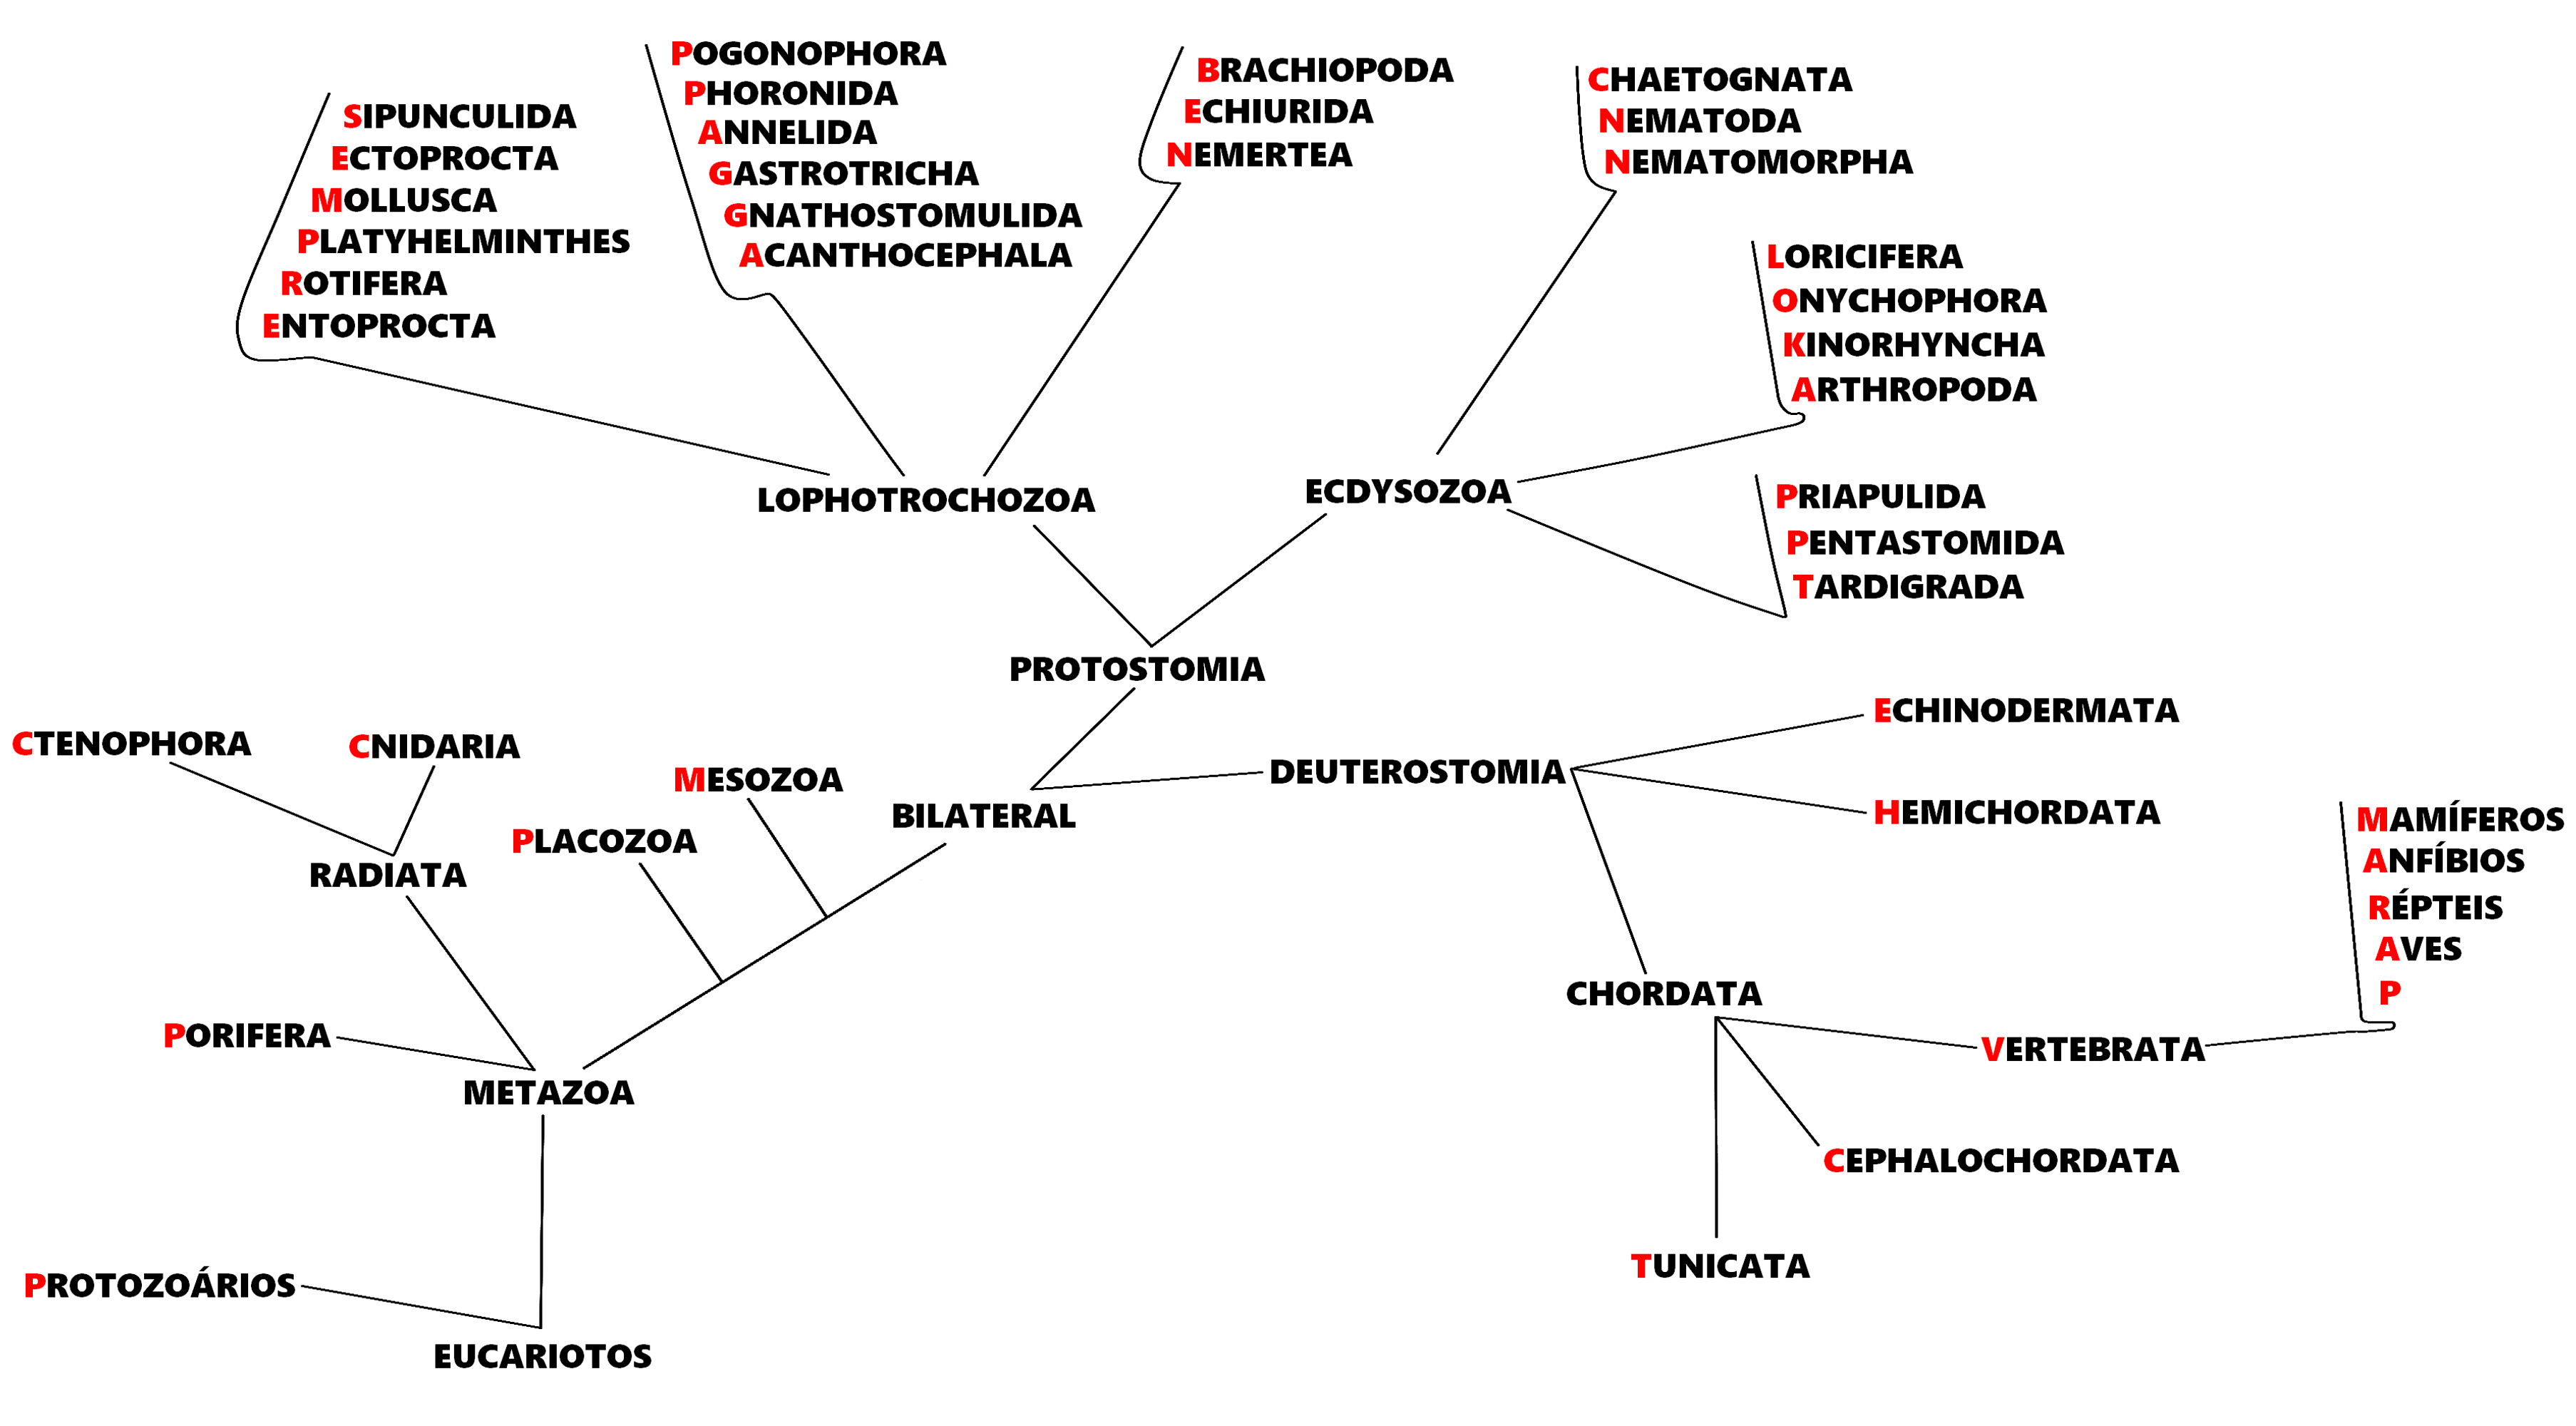 SIPUNCULIDA
ECTOPROCTA
MOLLUSCA
PLATYHELMINTHES
ROTIFERA
ENTOPROCTA
POGONOPHORA
PHORONIDA
ANNELIDA
GASTROTRICHA
GNATHOSTOMULIDA
ACANTHOCEPHALA
BRACHIOPODA
ECHIURIDA
NEMERTEA
CHAETOGNATA
NEMATODA
NEMATOMORPHA
LORICIFERA
ONYCHOPHORA
KINORHYNCHA
ARTHROPODA
LOPHOTROCHOZOA
ECDYSOZOA
PRIAPULIDA
PENTASTOMIDA
TARDIGRADA
PROTOSTOMIA
CTENOPHORA
CNIDARIA
MESOZOA
PLACOZOA
BILATERAL
RADIATA
DEUTEROSTOMIA
ECHINODERMATA
HEMICHORDATA
MAMÍFEROS
ANFÍBIOS
RÉPTEIS
AVES
P
CHORDATA
VERTEBRATA
PORIFERA
METAZOA
CEPHALOCHORDATA
TUNICATA
PROTOZOÁRIOS
EUCARIOTOS